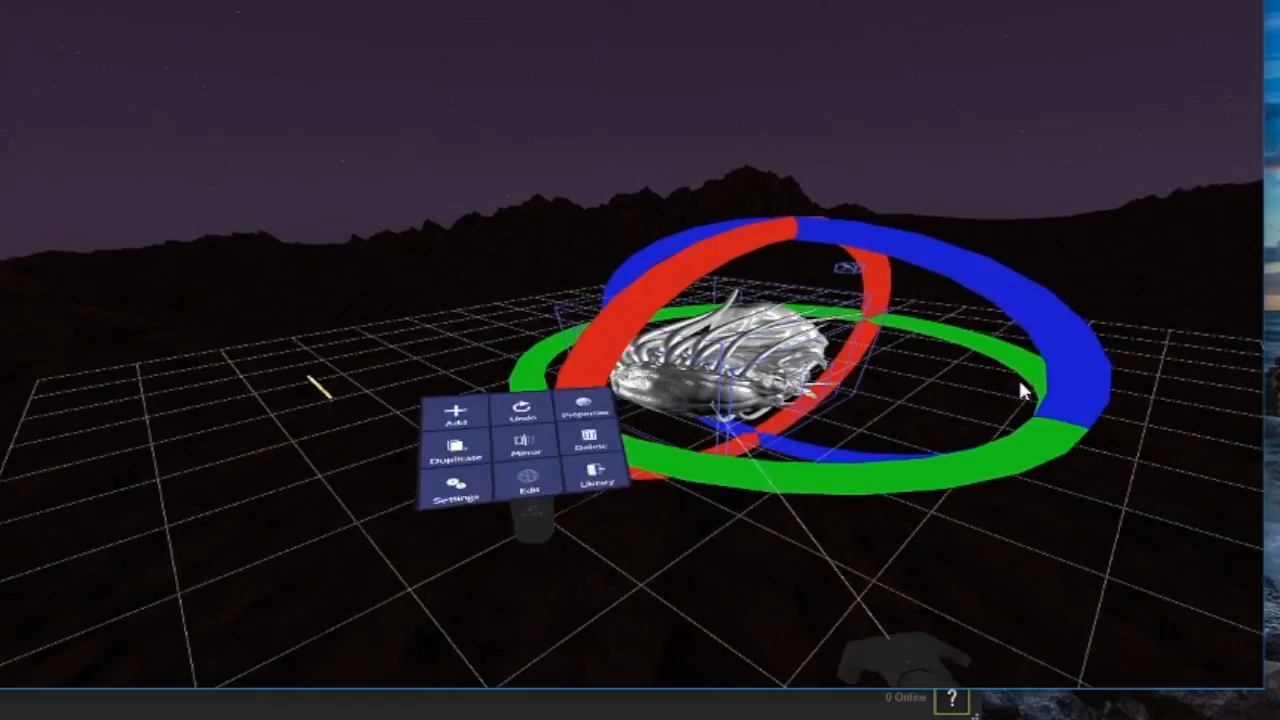 Add
Undo
Properties
Duplicate
Mirror
Delete
Settings
Edit
Library
0 Online
?